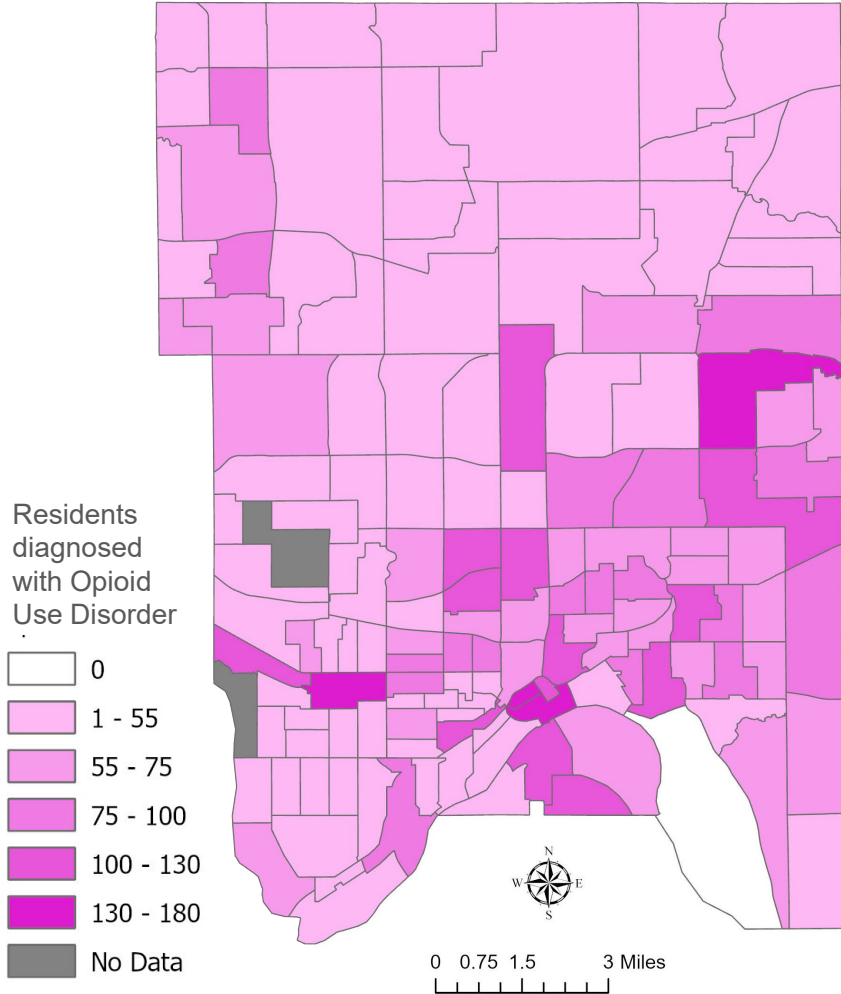 Residents
diagnosed
with Opioid
Use Disorder
.
0
1 - 55
55 - 75
75 - 100
100 - 130
130 - 180
No Data
N
W E
S
0 0.75 1.5 3 Miles